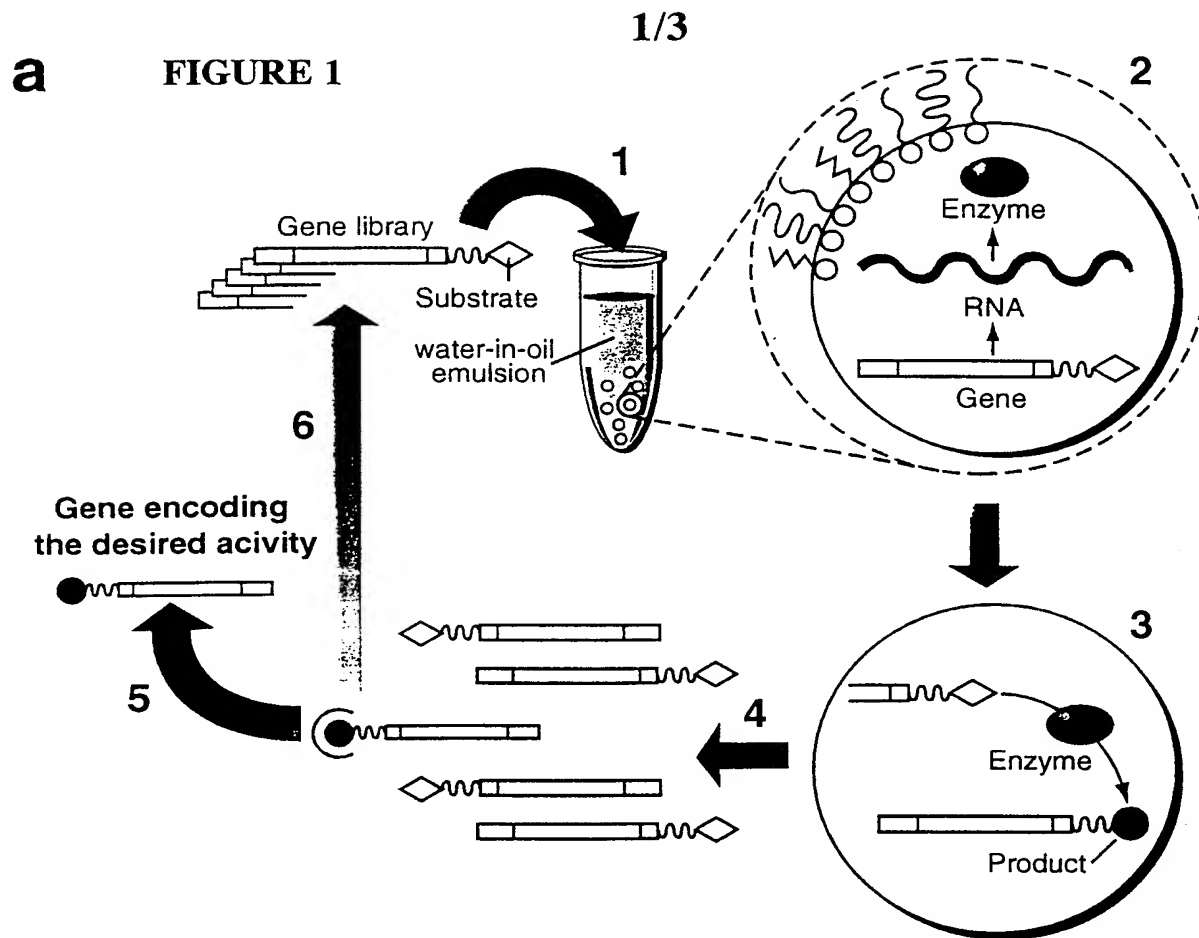 1/3
a FIGURE 1
1
2
Gene library
Substrate
water-in-oil
emulsion
Enzyme
RNA
Gene
6
Gene encoding
the desired acivity
5
4
3
Enzyme
Product